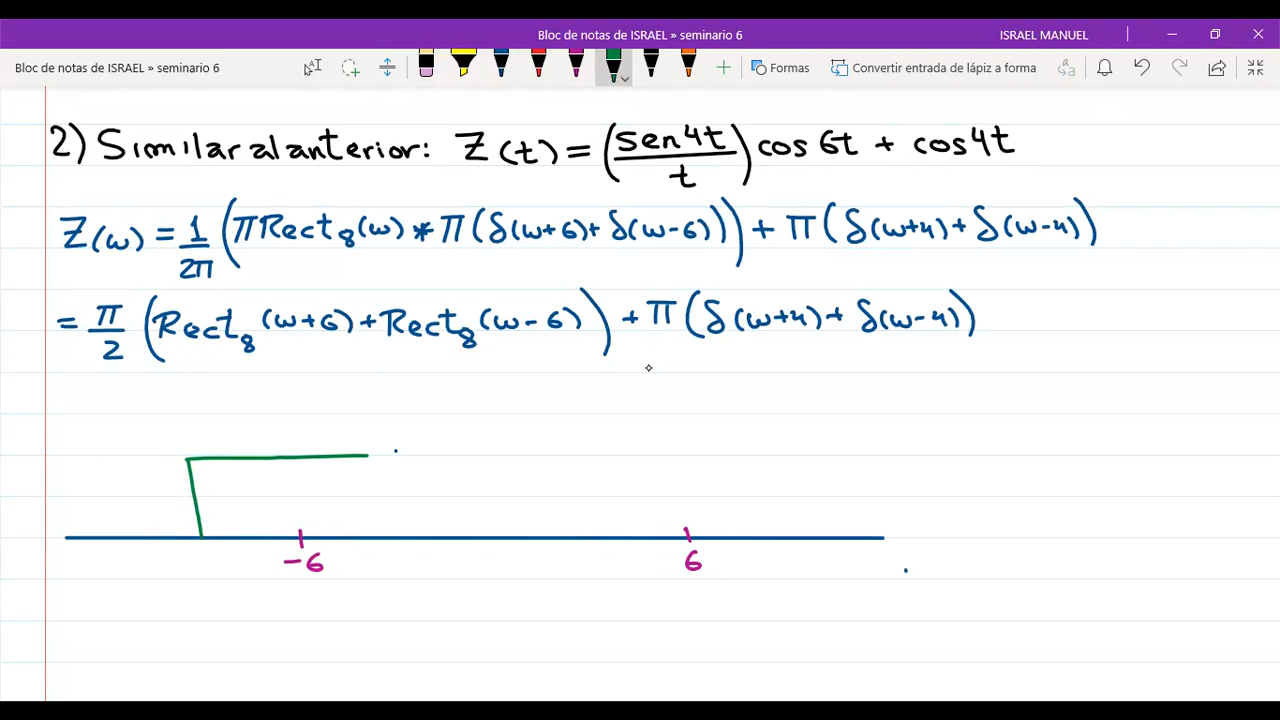 Bloc de notas de ISRAEL » seminario 6
ISRAEL MANUEL
Bloc de notas de ISRAEL » seminario 6
Formas
Convertir entrada de lápiz a forma
2) Similar al anterior: Z(t) = (sen4t/t) cos 6t + cos4t
Z(ω) = 1/2π (π Rect₈(ω) * π(δ(ω+6)+δ(ω-6))) + π(δ(ω+4)+δ(ω-4))
= π/2 (Rect₈(ω+6)+Rect₈(ω-6)) + π(δ(ω+4)+δ(ω-4))
-6
6